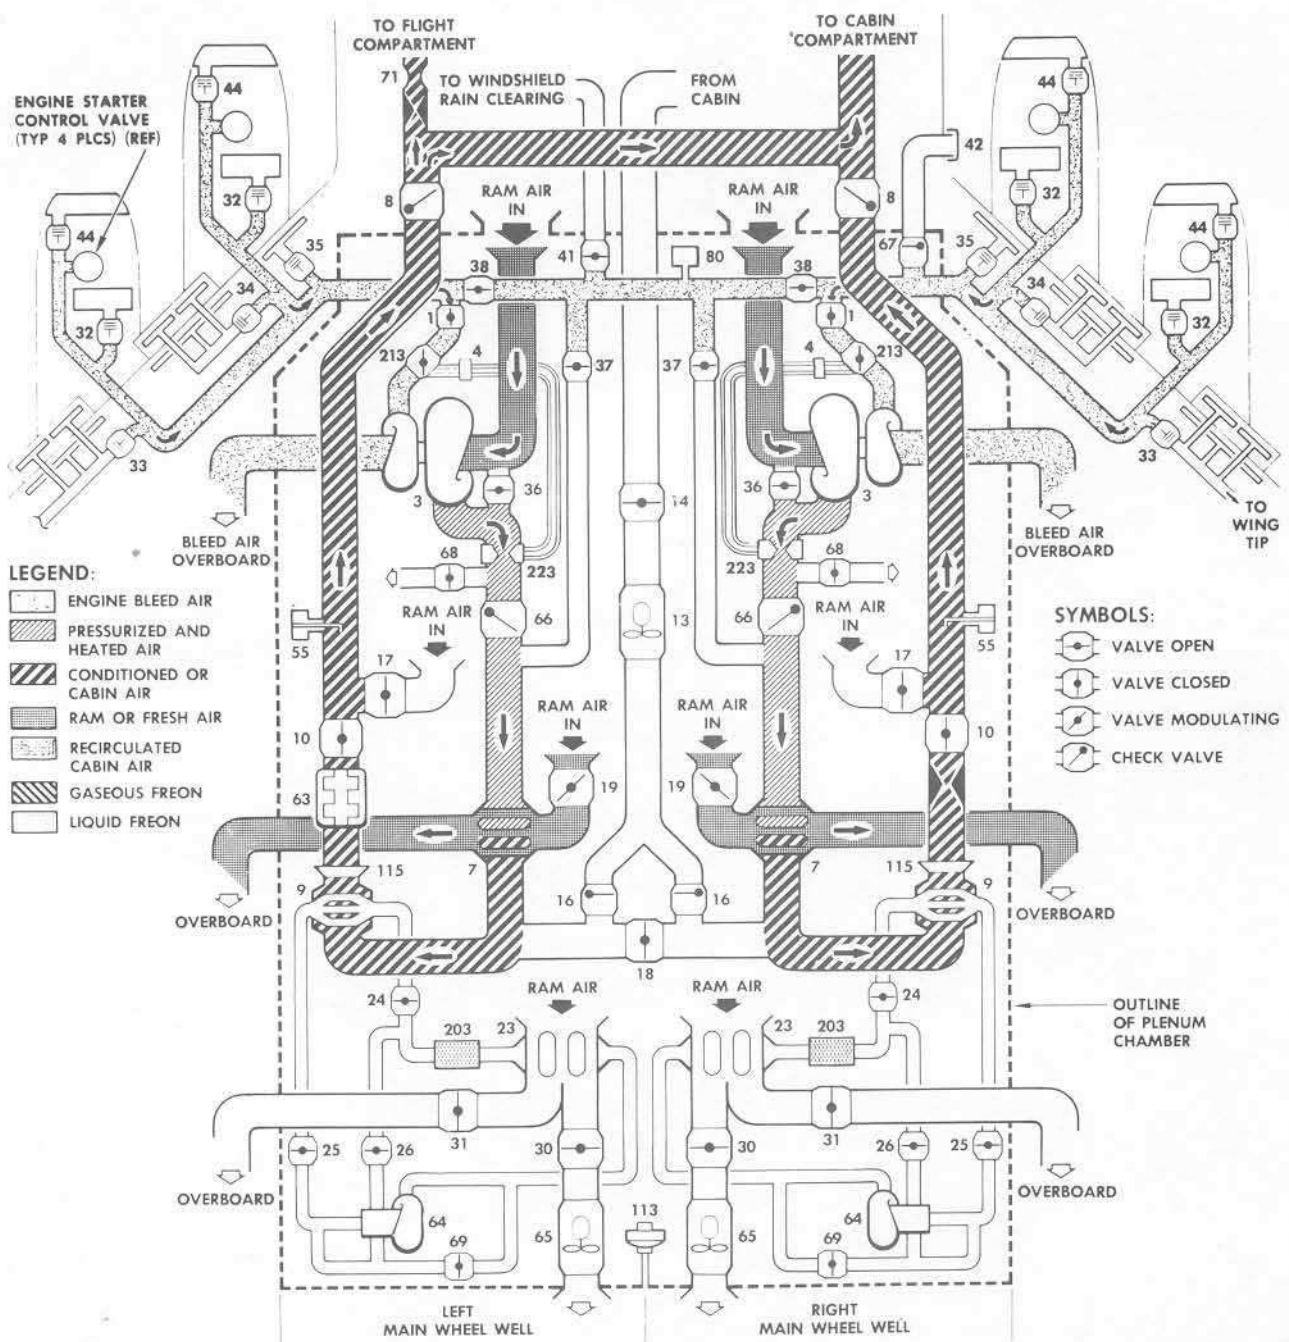 TO FLIGHT
COMPARTMENT
TO CABIN
COMPARTMENT
71
TO WINDSHIELD
RAIN CLEARING
FROM
CABIN
44
44
ENGINE STARTER
CONTROL VALVE
(TYP 4 PLCS) (REF)
42
32
32
8
RAM AIR
IN
RAM AIR
IN
8
44
44
35
41
80
67
35
38
38
34
34
32
1
1
32
213
4
4
213
37
37
33
33
36
36
3
14
3
TO
WING
TIP
BLEED AIR
OVERBOARD
BLEED AIR
OVERBOARD
68
223
223
68
LEGEND:
ENGINE BLEED AIR
PRESSURIZED AND
HEATED AIR
CONDITIONED OR
CABIN AIR
RAM OR FRESH AIR
RECIRCULATED
CABIN AIR
GASEOUS FREON
LIQUID FREON
RAM AIR
IN
66
13
66
RAM AIR
IN
SYMBOLS:
VALVE OPEN
VALVE CLOSED
VALVE MODULATING
CHECK VALVE
55
55
17
17
RAM AIR
IN
RAM AIR
IN
10
10
63
19
19
115
7
7
115
9
9
16
16
OVERBOARD
OVERBOARD
18
RAM AIR
RAM AIR
24
24
203
23
23
203
OUTLINE
OF PLENUM
CHAMBER
31
31
25
26
30
30
26
25
OVERBOARD
OVERBOARD
64
113
64
69
65
65
69
LEFT
MAIN WHEEL WELL
RIGHT
MAIN WHEEL WELL